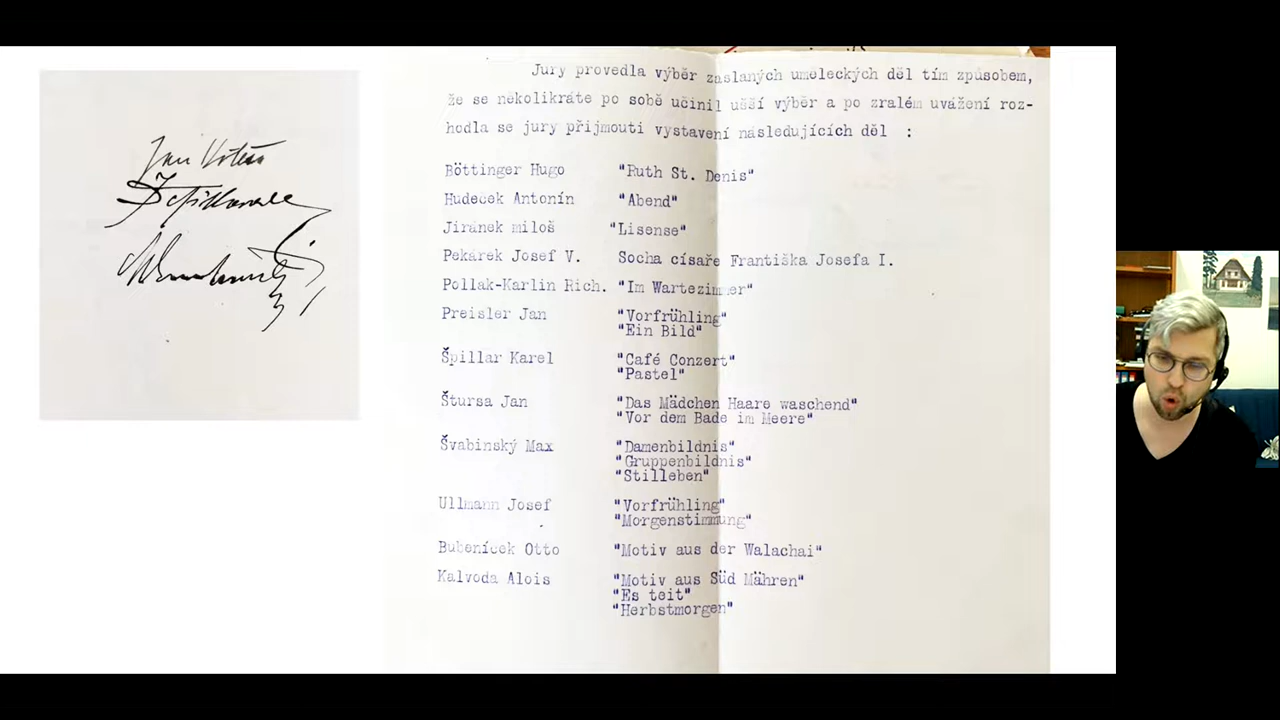 Jury provedla výběr zaslaných uměleckých děl tím způsobem,
že se několikráte po sobě učinil užší výběr a po zralém uvážení roz-
hodla se jury přijmouti vystavení následujících děl :
Böttinger Hugo "Ruth St. Denis"
Hudeček Antonín "Abend"
Jiránek miloš "Lisense"
Pekárek Josef V. Socha císaře Františka Josefa I.
Pollak-Karlin Rich. "Im Wartezimmer"
Preisler Jan "Vorfrühling"
"Ein Bild"
Špillar Karel "Café Conzert"
"Pastel"
Štursa Jan "Das Mädchen Haare waschend"
"Vor dem Bade im Meere"
Švabinský Max "Damenbildnis"
"Gruppenbildnis"
"Stilleben"
Ullmann Josef "Vorfrühling"
"Morgenstimmung"
Bubeníček Otto "Motiv aus der Walachai"
Kalvoda Alois "Motiv aus Süd Mähren"
"Es teit"
"Herbstmorgen"